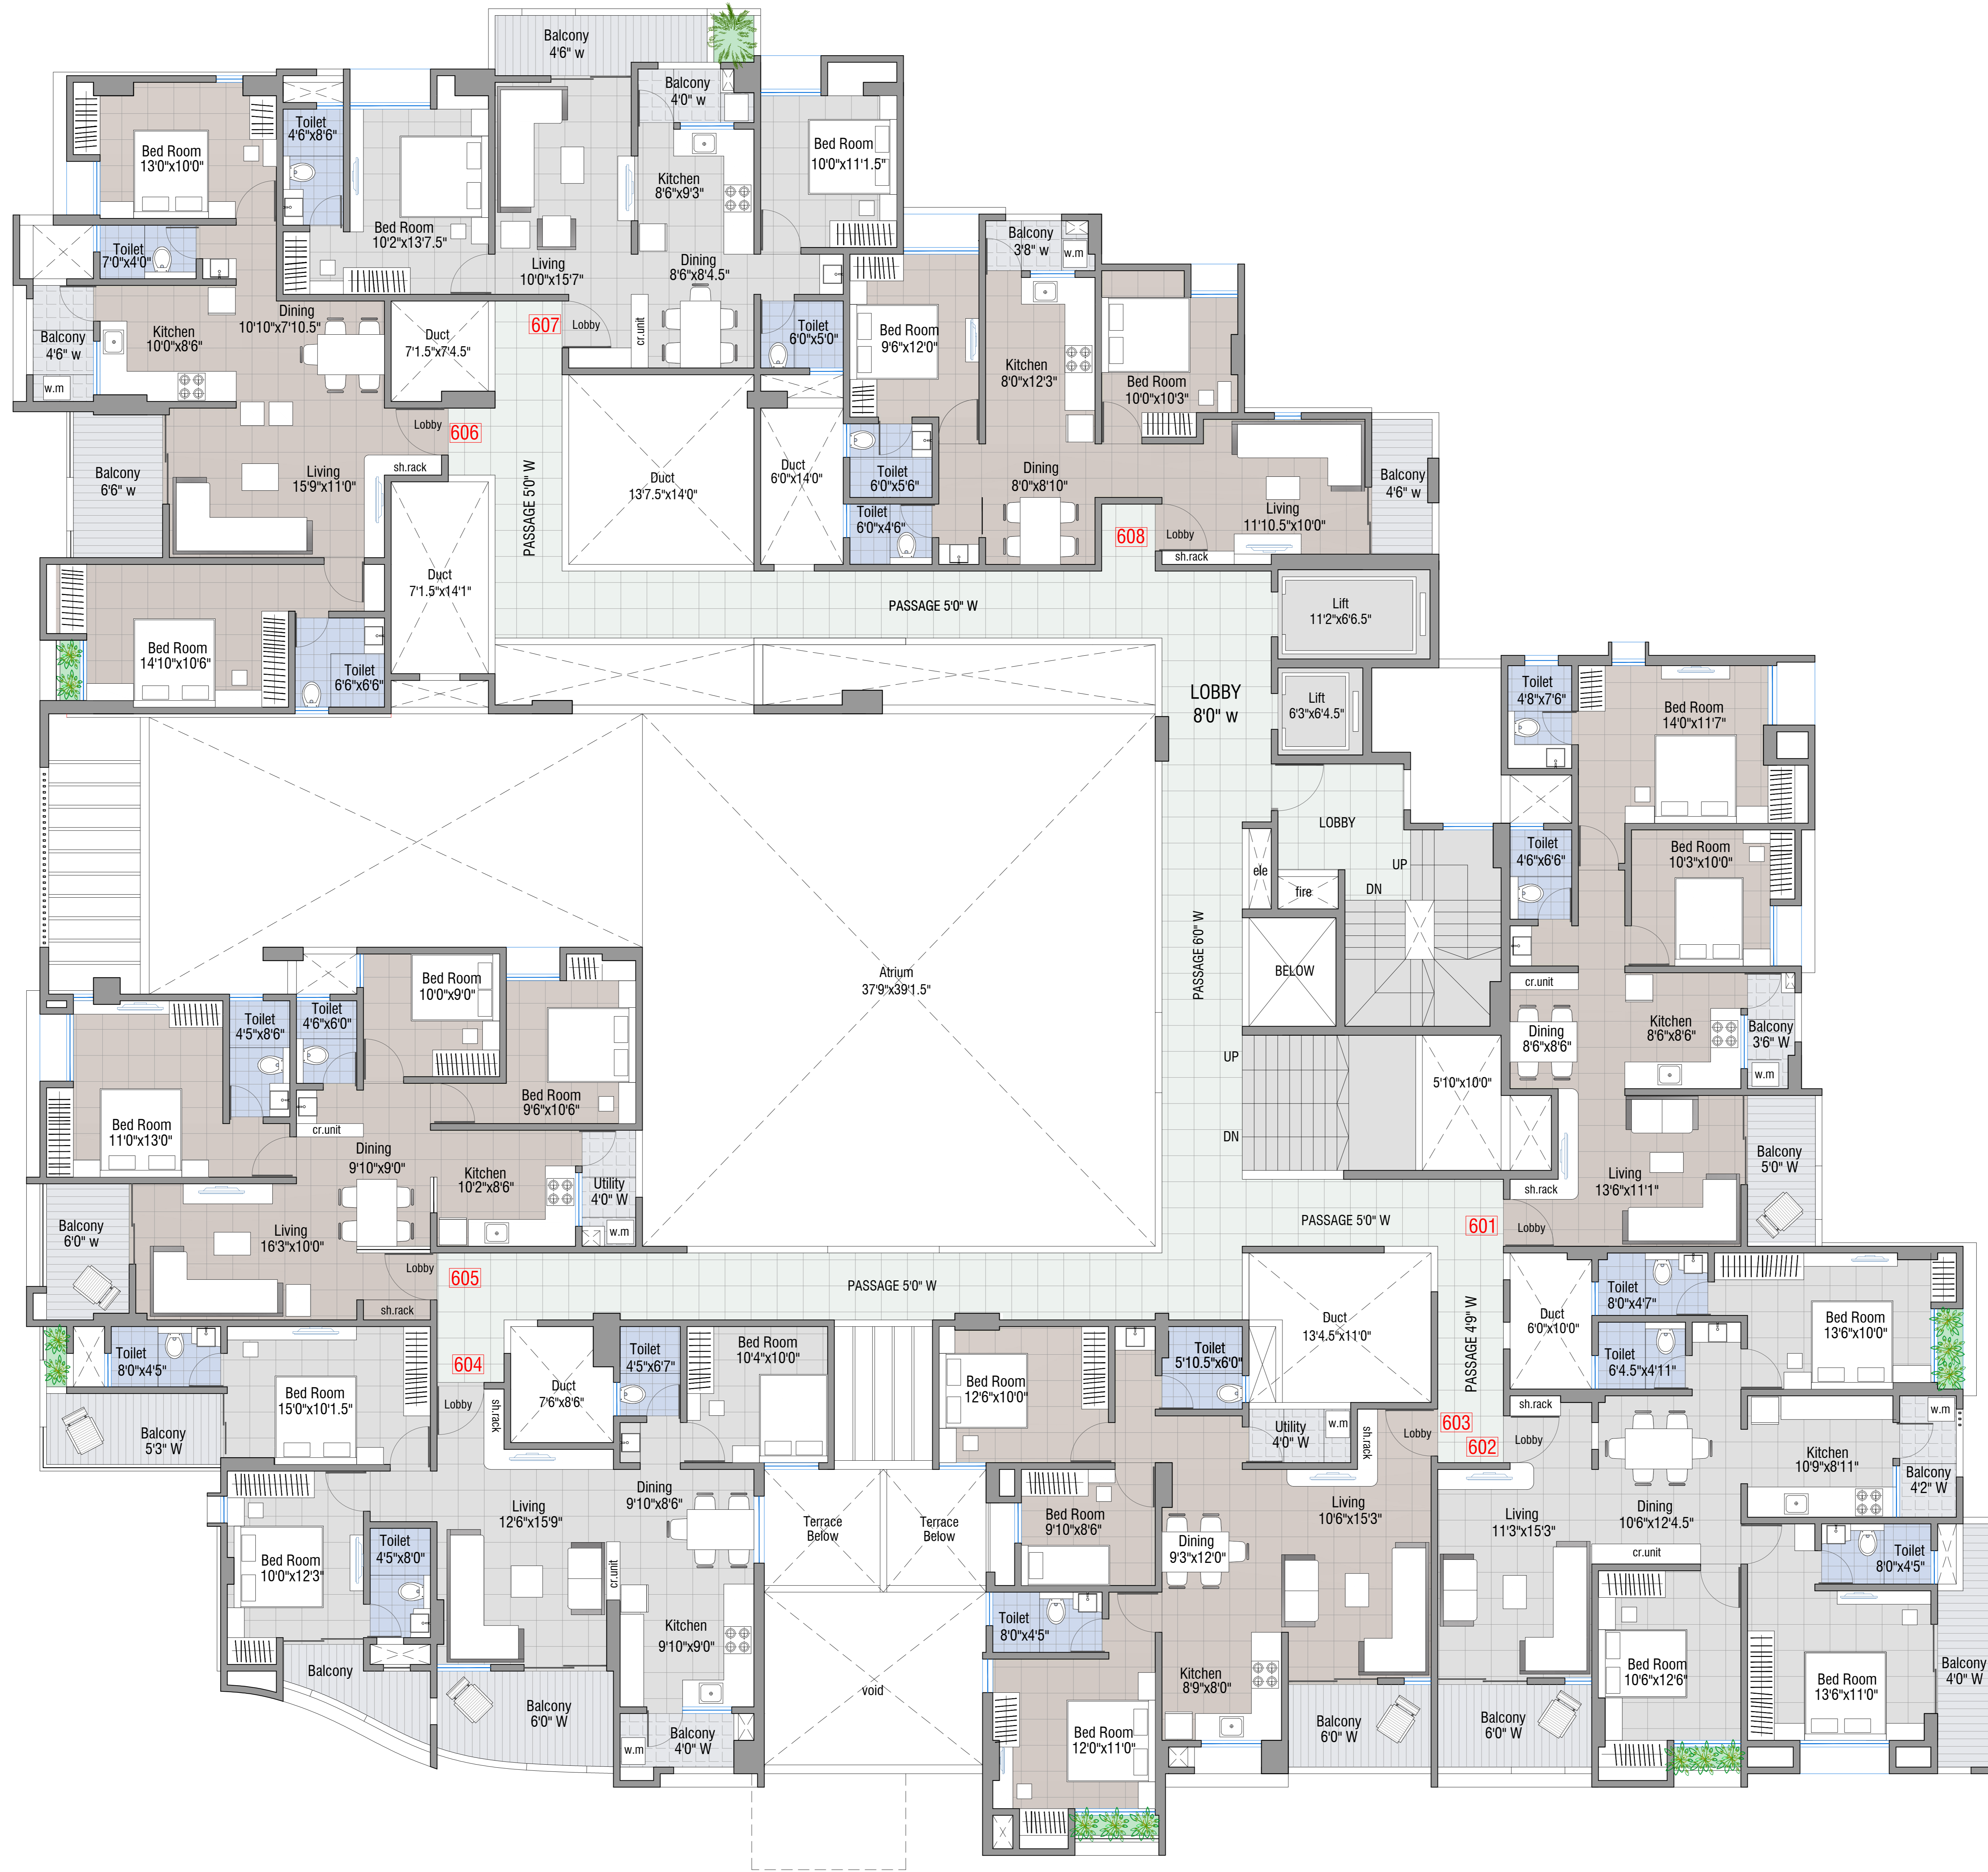 Balcony
4'6" w
Balcony
4'0" w
Bed Room
13'0"x10'0"
Toilet
4'6"x8'6"
Bed Room
10'2"x13'7.5"
Living
10'0"x15'7"
Kitchen
8'6"x9'3"
Dining
8'6"x8'4.5"
Bed Room
10'0"x11'1.5"
Toilet
7'0"x4'0"
Balcony
4'6" w
w.m
Kitchen
10'0"x8'6"
Dining
10'10"x7'10.5"
Duct
7'1.5"x7'4.5"
607
Lobby
cr.unit
Toilet
6'0"x5'0"
Balcony
3'8" w
w.m
Bed Room
9'6"x12'0"
Kitchen
8'0"x12'3"
Bed Room
10'0"x10'3"
Lobby
606
sh.rack
Balcony
6'6" w
Living
15'9"x11'0"
PASSAGE 5'0" W
Duct
13'7.5"x14'0"
Duct
6'0"x14'0"
Toilet
6'0"x5'6"
Toilet
6'0"x4'6"
Dining
8'0"x8'10"
Living
11'10.5"x10'0"
Balcony
4'6" w
608
Lobby
sh.rack
Duct
7'1.5"x14'1"
PASSAGE 5'0" W
Lift
11'2"x6'6.5"
Bed Room
14'10"x10'6"
Toilet
6'6"x6'6"
LOBBY
8'0" w
Lift
6'3"x6'4.5"
Toilet
4'8"x7'6"
Bed Room
14'0"x11'7"
LOBBY
ele
fire
UP
DN
Toilet
4'6"x6'6"
Bed Room
10'3"x10'0"
PASSAGE 6'0" W
BELOW
Atrium
37'9"x39'1.5"
cr.unit
Dining
8'6"x8'6"
Kitchen
8'6"x8'6"
Balcony
3'6" W
w.m
UP
DN
5'10"x10'0"
Bed Room
10'0"x9'0"
Toilet
4'5"x8'6"
Toilet
4'6"x6'0"
Bed Room
9'6"x10'6"
Bed Room
11'0"x13'0"
cr.unit
Dining
9'10"x9'0"
Kitchen
10'2"x8'6"
Utility
4'0" W
w.m
Balcony
6'0" w
Living
16'3"x10'0"
Lobby
605
sh.rack
PASSAGE 5'0" W
sh.rack
Living
13'6"x11'1"
Balcony
5'0" W
PASSAGE 5'0" W
601
Lobby
Toilet
8'0"x4'5"
Balcony
5'3" W
Bed Room
15'0"x10'1.5"
604
Lobby
sh.rack
Duct
7'6"x8'6"
Toilet
4'5"x6'7"
Bed Room
10'4"x10'0"
Bed Room
12'6"x10'0"
Toilet
5'10.5"x6'0"
Duct
13'4.5"x11'0"
PASSAGE 4'9" W
Duct
6'0"x10'0"
Toilet
8'0"x4'7"
Toilet
6'4.5"x4'11"
Bed Room
13'6"x10'0"
Utility
4'0" W
w.m
sh.rack
Lobby
603
602
sh.rack
Lobby
Kitchen
10'9"x8'11"
w.m
Balcony
4'2" W
Bed Room
10'0"x12'3"
Toilet
4'5"x8'0"
Living
12'6"x15'9"
Dining
9'10"x8'6"
cr.unit
Kitchen
9'10"x9'0"
Terrace
Below
Terrace
Below
Bed Room
9'10"x8'6"
Dining
9'3"x12'0"
Living
10'6"x15'3"
Living
11'3"x15'3"
Dining
10'6"x12'4.5"
cr.unit
Toilet
8'0"x4'5"
Balcony
Balcony
6'0" W
w.m
Balcony
4'0" W
void
Toilet
8'0"x4'5"
Kitchen
8'9"x8'0"
Bed Room
12'0"x11'0"
Balcony
6'0" W
Balcony
6'0" W
Bed Room
10'6"x12'6"
Bed Room
13'6"x11'0"
Balcony
4'0" W